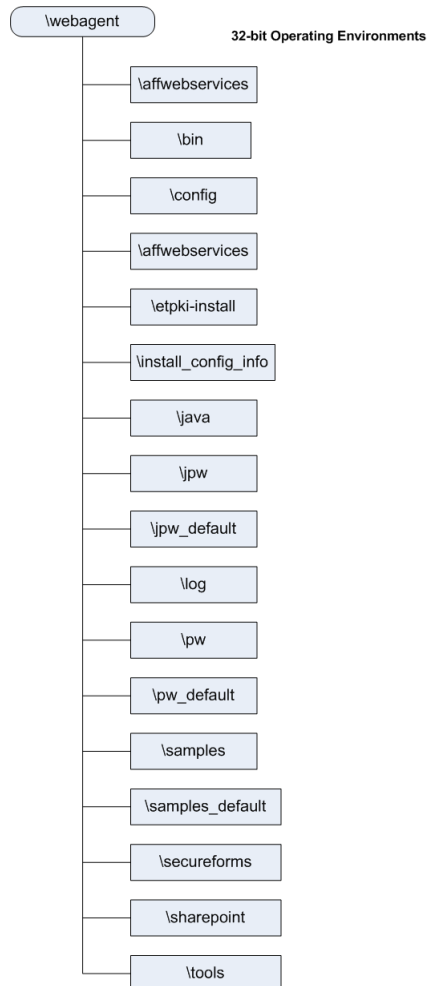 \webagent
32-bit Operating Environments
\affwebservices
\bin
\config
\affwebservices
\etpki-install
\install_config_info
\java
\jpw
\jpw_default
\log
\pw
\pw_default
\samples
\samples_default
\secureforms
\sharepoint
\tools